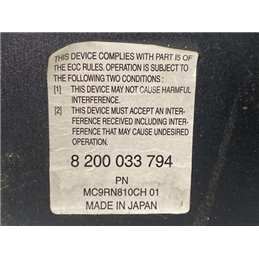 THIS DEVICE COMPLIES WITH PART 15 OF
THE ECC RULES. OPERATION IS SUBJECT TO
THE FOLLOWING TWO CONDITIONS :
[1] THIS DEVICE MAY NOT CAUSE HARMFUL
INTERFERENCE.
[2] THIS DEVICE MUST ACCEPT AN INTER-
FERENCE RECEIVED INCLUDING INTER-
FERENCE THAT MAY CAUSE UNDESIRED
OPERATION.
8 200 033 794
PN
MC9RN810CH 01
MADE IN JAPAN